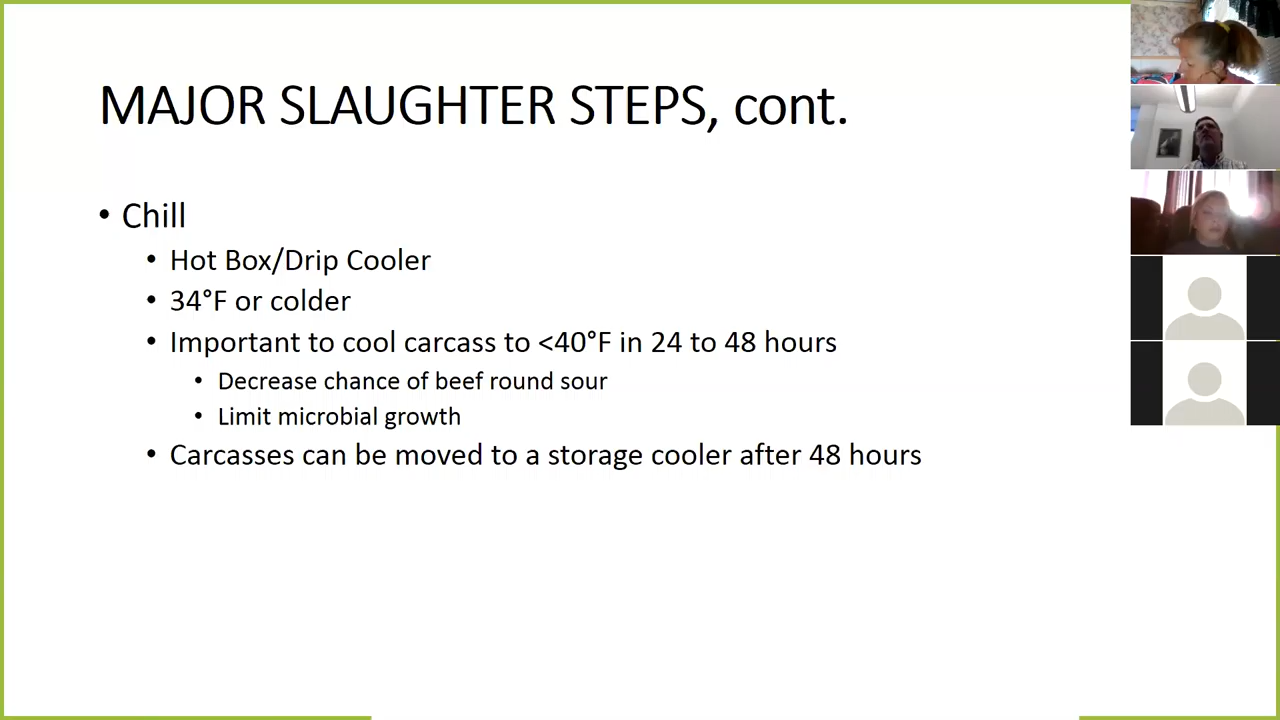 MAJOR SLAUGHTER STEPS, cont.
• Chill
• Hot Box/Drip Cooler
• 34°F or colder
• Important to cool carcass to <40°F in 24 to 48 hours
• Decrease chance of beef round sour
• Limit microbial growth
• Carcasses can be moved to a storage cooler after 48 hours